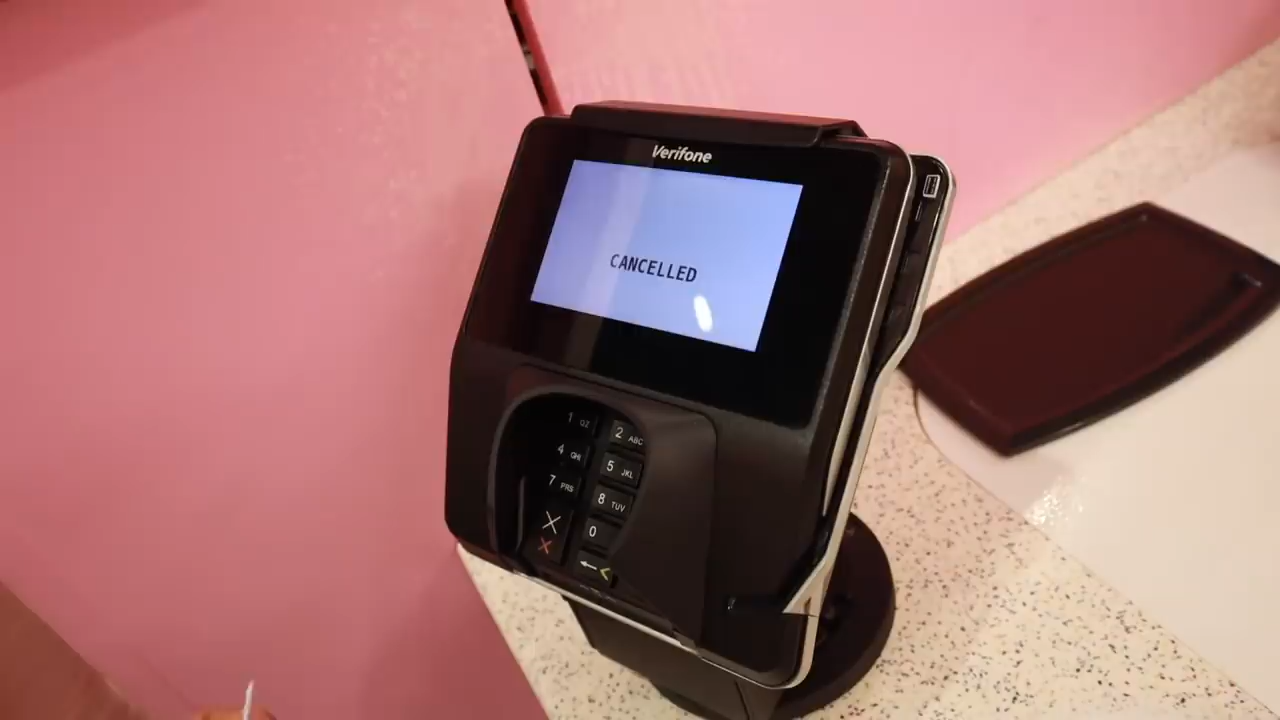 Verifone
CANCELLED
1 QZ
2 ABC
4 GHI
5 JKL
7 PRS
8 TUV
0